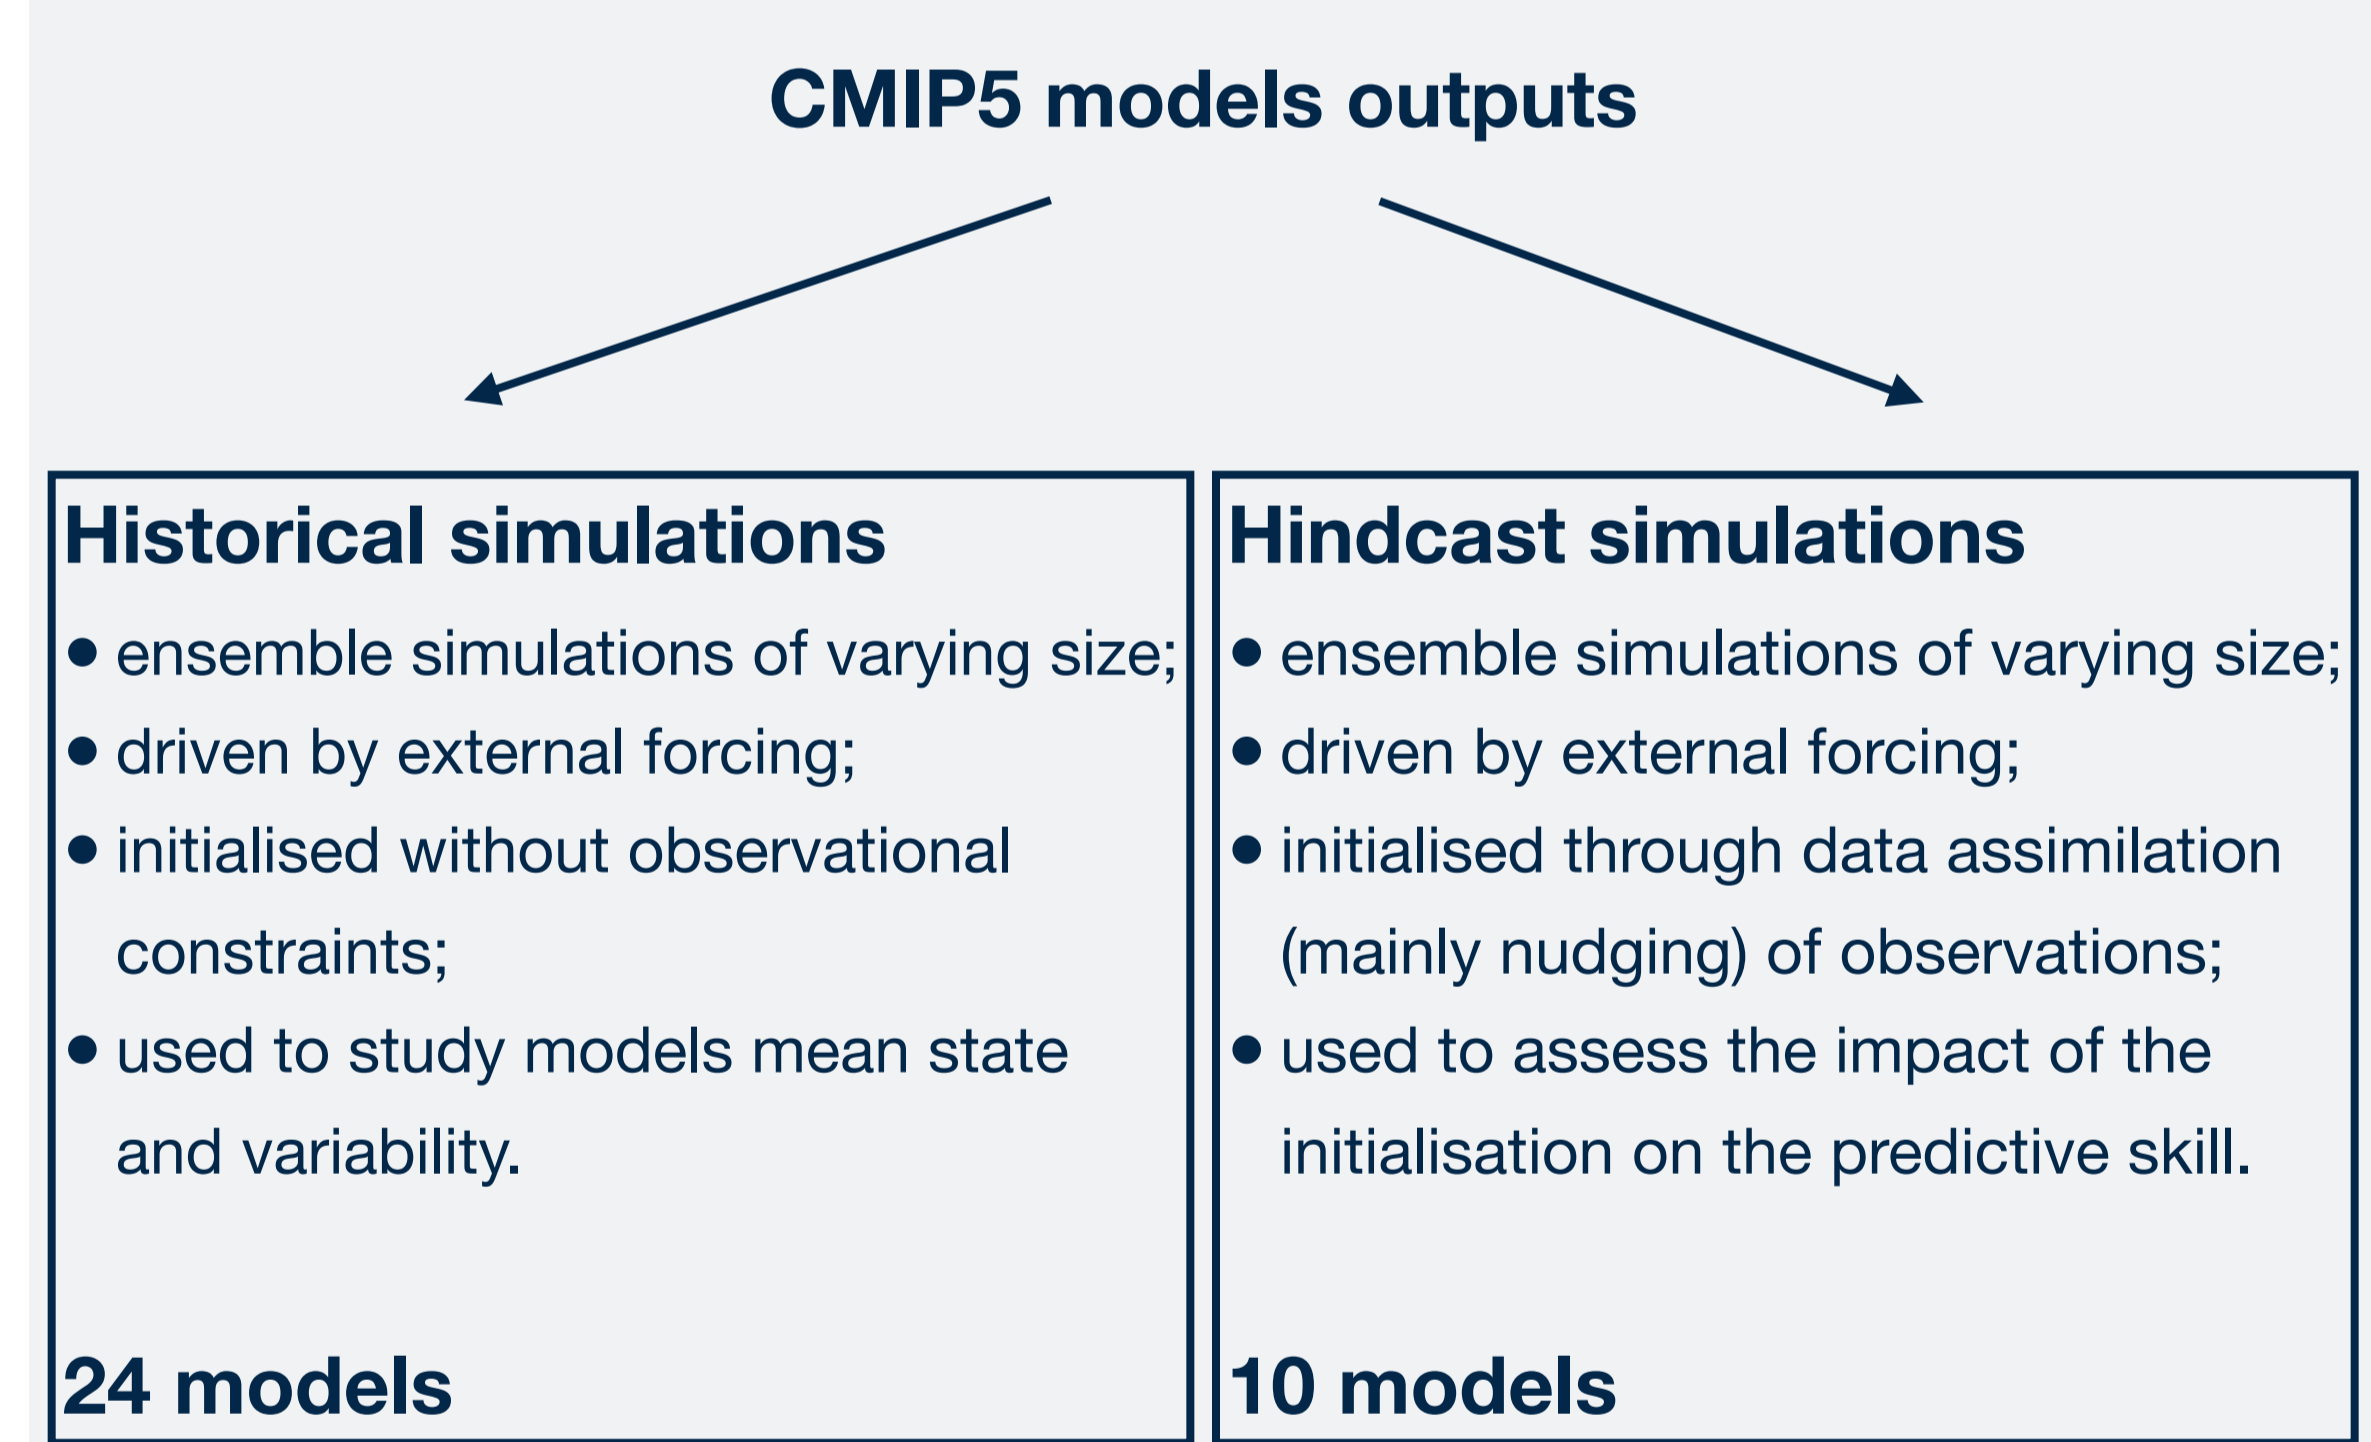 CMIP5 models outputs
Historical simulations
● ensemble simulations of varying size;
● driven by external forcing;
● initialised without observational
constraints;
● used to study models mean state
and variability.
24 models
Hindcast simulations
● ensemble simulations of varying size;
● driven by external forcing;
● initialised through data assimilation
(mainly nudging) of observations;
● used to assess the impact of the
initialisation on the predictive skill.
10 models